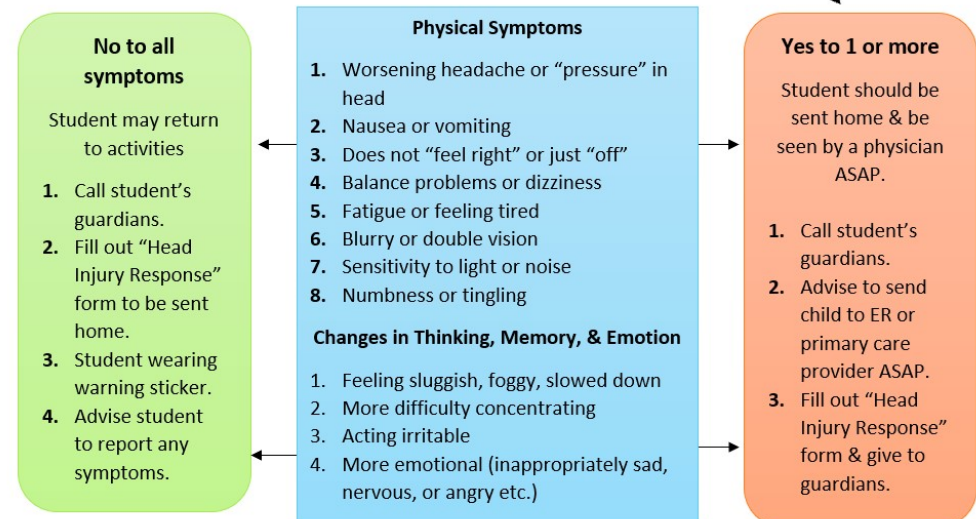 No to all
symptoms
Student may return
to activities
1. Call student’s
guardians.
2. Fill out “Head
Injury Response”
form to be sent
home.
3. Student wearing
warning sticker.
4. Advise student
to report any
symptoms.
Physical Symptoms
1. Worsening headache or “pressure” in
head
2. Nausea or vomiting
3. Does not “feel right” or just “off”
4. Balance problems or dizziness
5. Fatigue or feeling tired
6. Blurry or double vision
7. Sensitivity to light or noise
8. Numbness or tingling
Changes in Thinking, Memory, & Emotion
1. Feeling sluggish, foggy, slowed down
2. More difficulty concentrating
3. Acting irritable
4. More emotional (inappropriately sad,
nervous, or angry etc.)
Yes to 1 or more
Student should be
sent home & be
seen by a physician
ASAP.
1. Call student’s
guardians.
2. Advise to send
child to ER or
primary care
provider ASAP.
3. Fill out “Head
Injury Response”
form & give to
guardians.